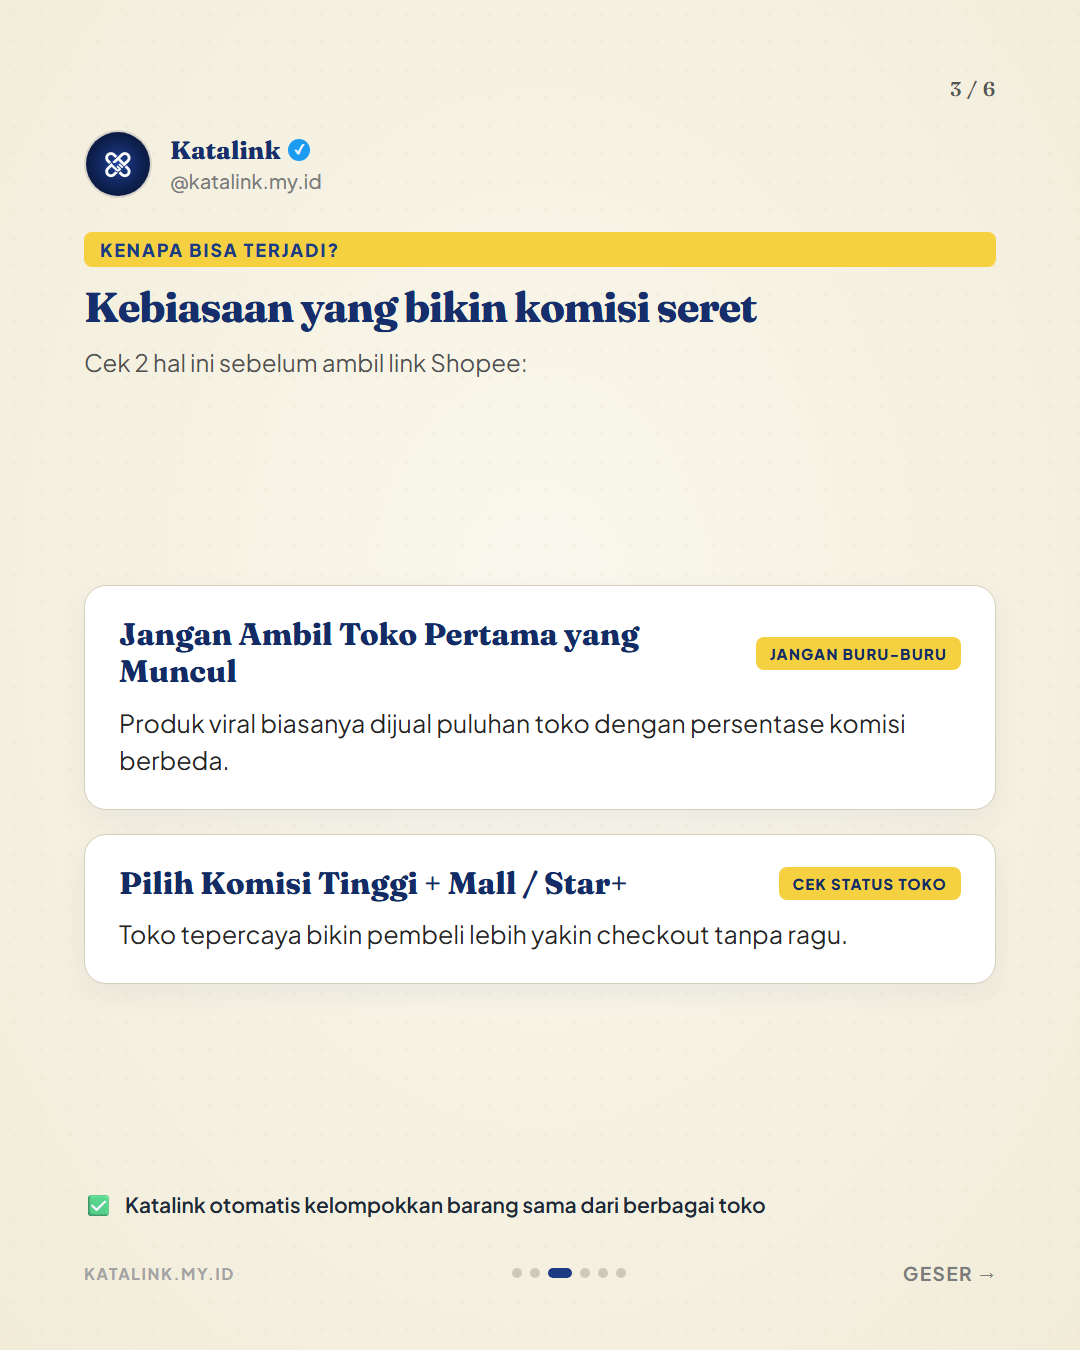 3 / 6
Katalink
@katalink.my.id
KENAPA BISA TERJADI?
Kebiasaan yang bikin komisi seret
Cek 2 hal ini sebelum ambil link Shopee:
Jangan Ambil Toko Pertama yang
Muncul
JANGAN BURU-BURU
Produk viral biasanya dijual puluhan toko dengan persentase komisi
berbeda.
Pilih Komisi Tinggi + Mall / Star+
CEK STATUS TOKO
Toko tepercaya bikin pembeli lebih yakin checkout tanpa ragu.
✅ Katalink otomatis kelompokkan barang sama dari berbagai toko
KATALINK.MY.ID
GESER →